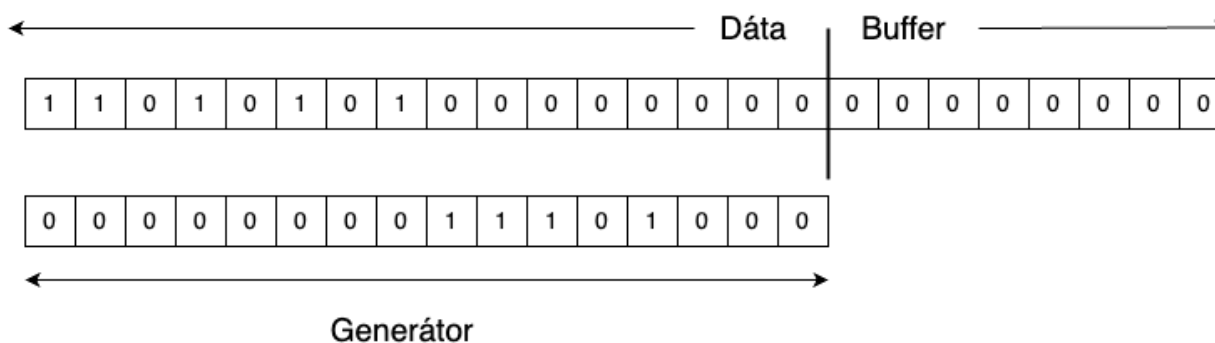 Dáta Buffer
1 1 0 1 0 1 0 1 0 0 0 0 0 0 0 0 0 0 0 0 0 0 0 0
0 0 0 0 0 0 0 0 1 1 1 0 1 0 0 0
Generátor